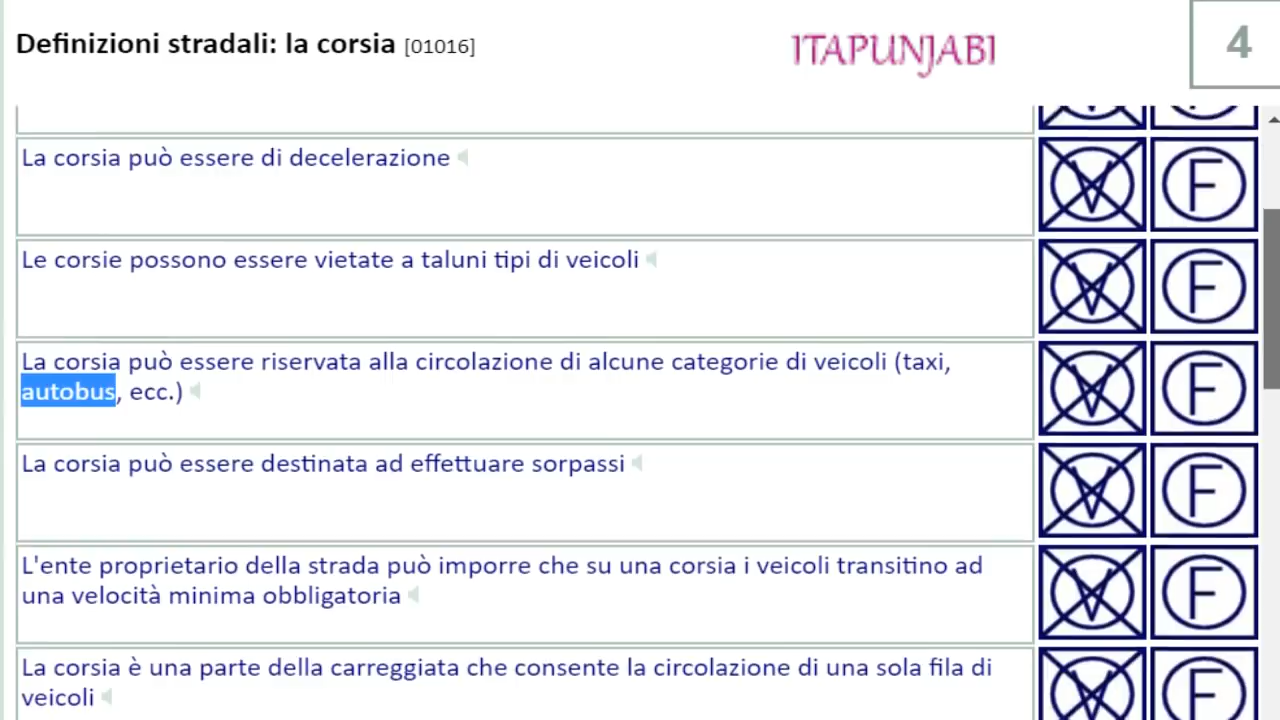 Definizioni stradali: la corsia [01016]
ITAPUNJABI
4
V F
La corsia può essere di decelerazione
V F
Le corsie possono essere vietate a taluni tipi di veicoli
V F
La corsia può essere riservata alla circolazione di alcune categorie di veicoli (taxi,
autobus, ecc.)
V F
La corsia può essere destinata ad effettuare sorpassi
V F
L'ente proprietario della strada può imporre che su una corsia i veicoli transitino ad
una velocità minima obbligatoria
V F
La corsia è una parte della carreggiata che consente la circolazione di una sola fila di
veicoli
V F